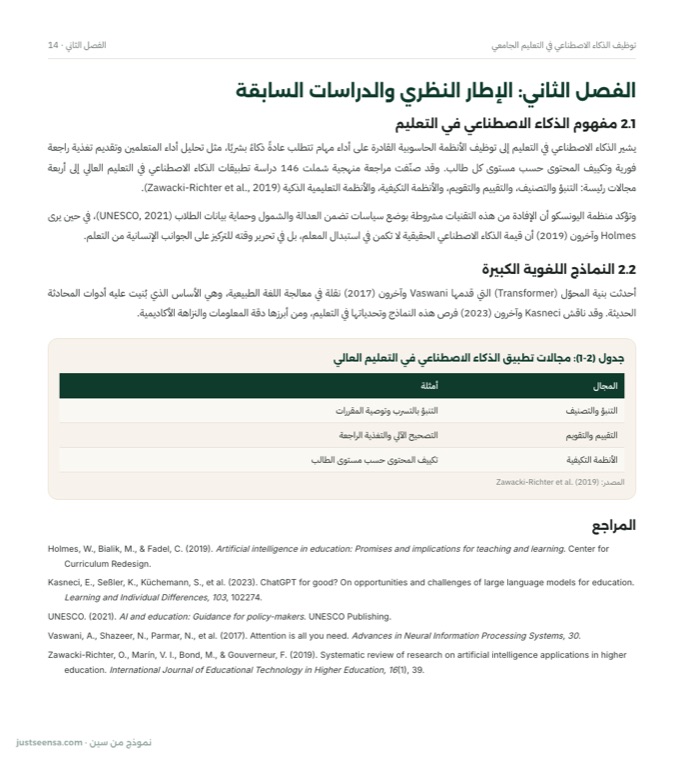 توظيف الذكاء الاصطناعي في التعليم الجامعي
الفصل الثاني · 14
الفصل الثاني: الإطار النظري والدراسات السابقة
2.1 مفهوم الذكاء الاصطناعي في التعليم
يشير الذكاء الاصطناعي في التعليم إلى توظيف الأنظمة الحاسوبية القادرة على أداء مهام تتطلب عادةً ذكاءً بشريًا، مثل تحليل أداء المتعلمين وتقديم تغذية راجعة
فورية وتكييف المحتوى حسب مستوى كل طالب. وقد صنّفت مراجعة منهجية شملت 146 دراسة تطبيقات الذكاء الاصطناعي في التعليم العالي إلى أربعة
مجالات رئيسة: التنبؤ والتصنيف، والتقييم والتقويم، والأنظمة التكيفية، والأنظمة التعليمية الذكية (Zawacki-Richter et al., 2019).
وتؤكد منظمة اليونسكو أن الإفادة من هذه التقنيات مشروطة بوضع سياسات تضمن العدالة والشمول وحماية بيانات الطلاب (UNESCO, 2021)، في حين يرى
Holmes وآخرون (2019) أن قيمة الذكاء الاصطناعي الحقيقية لا تكمن في استبدال المعلم، بل في تحرير وقته للتركيز على الجوانب الإنسانية من التعلم.
2.2 النماذج اللغوية الكبيرة
أحدثت بنية المحوّل (Transformer) التي قدمها Vaswani وآخرون (2017) نقلة في معالجة اللغة الطبيعية، وهي الأساس الذي بُنيت عليه أدوات المحادثة
الحديثة. وقد ناقش Kasneci وآخرون (2023) فرص هذه النماذج وتحدياتها في التعليم، ومن أبرزها دقة المعلومات والنزاهة الأكاديمية.
جدول (2-1): مجالات تطبيق الذكاء الاصطناعي في التعليم العالي
المجال أمثلة
التنبؤ والتصنيف التنبؤ بالتسرب وتوصية المقررات
التقييم والتقويم التصحيح الآلي والتغذية الراجعة
الأنظمة التكيفية تكييف المحتوى حسب مستوى الطالب
المصدر: Zawacki-Richter et al. (2019)
المراجع
Holmes, W., Bialik, M., & Fadel, C. (2019). Artificial intelligence in education: Promises and implications for teaching and learning. Center for
Curriculum Redesign.
Kasneci, E., Seßler, K., Küchemann, S., et al. (2023). ChatGPT for good? On opportunities and challenges of large language models for education.
Learning and Individual Differences, 103, 102274.
UNESCO. (2021). AI and education: Guidance for policy-makers. UNESCO Publishing.
Vaswani, A., Shazeer, N., Parmar, N., et al. (2017). Attention is all you need. Advances in Neural Information Processing Systems, 30.
Zawacki-Richter, O., Marín, V. I., Bond, M., & Gouverneur, F. (2019). Systematic review of research on artificial intelligence applications in higher
education. International Journal of Educational Technology in Higher Education, 16(1), 39.
نموذج من سين · justseensa.com